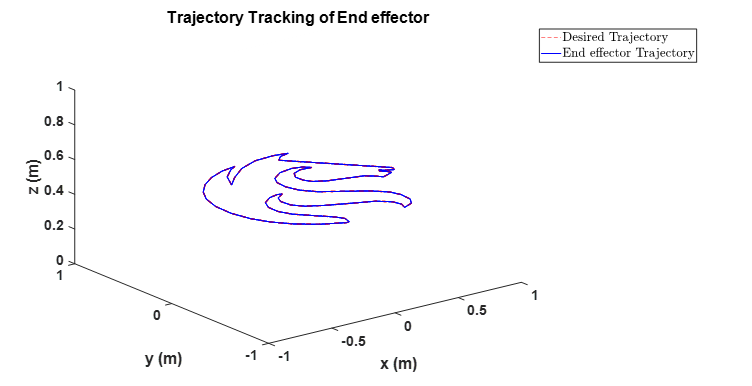 Trajectory Tracking of End effector
Desired Trajectory
End effector Trajectory
1
0.8
0.6
0.4
0.2
0
z (m)
1
0
-1
y (m)
-1
-0.5
0
0.5
1
x (m)